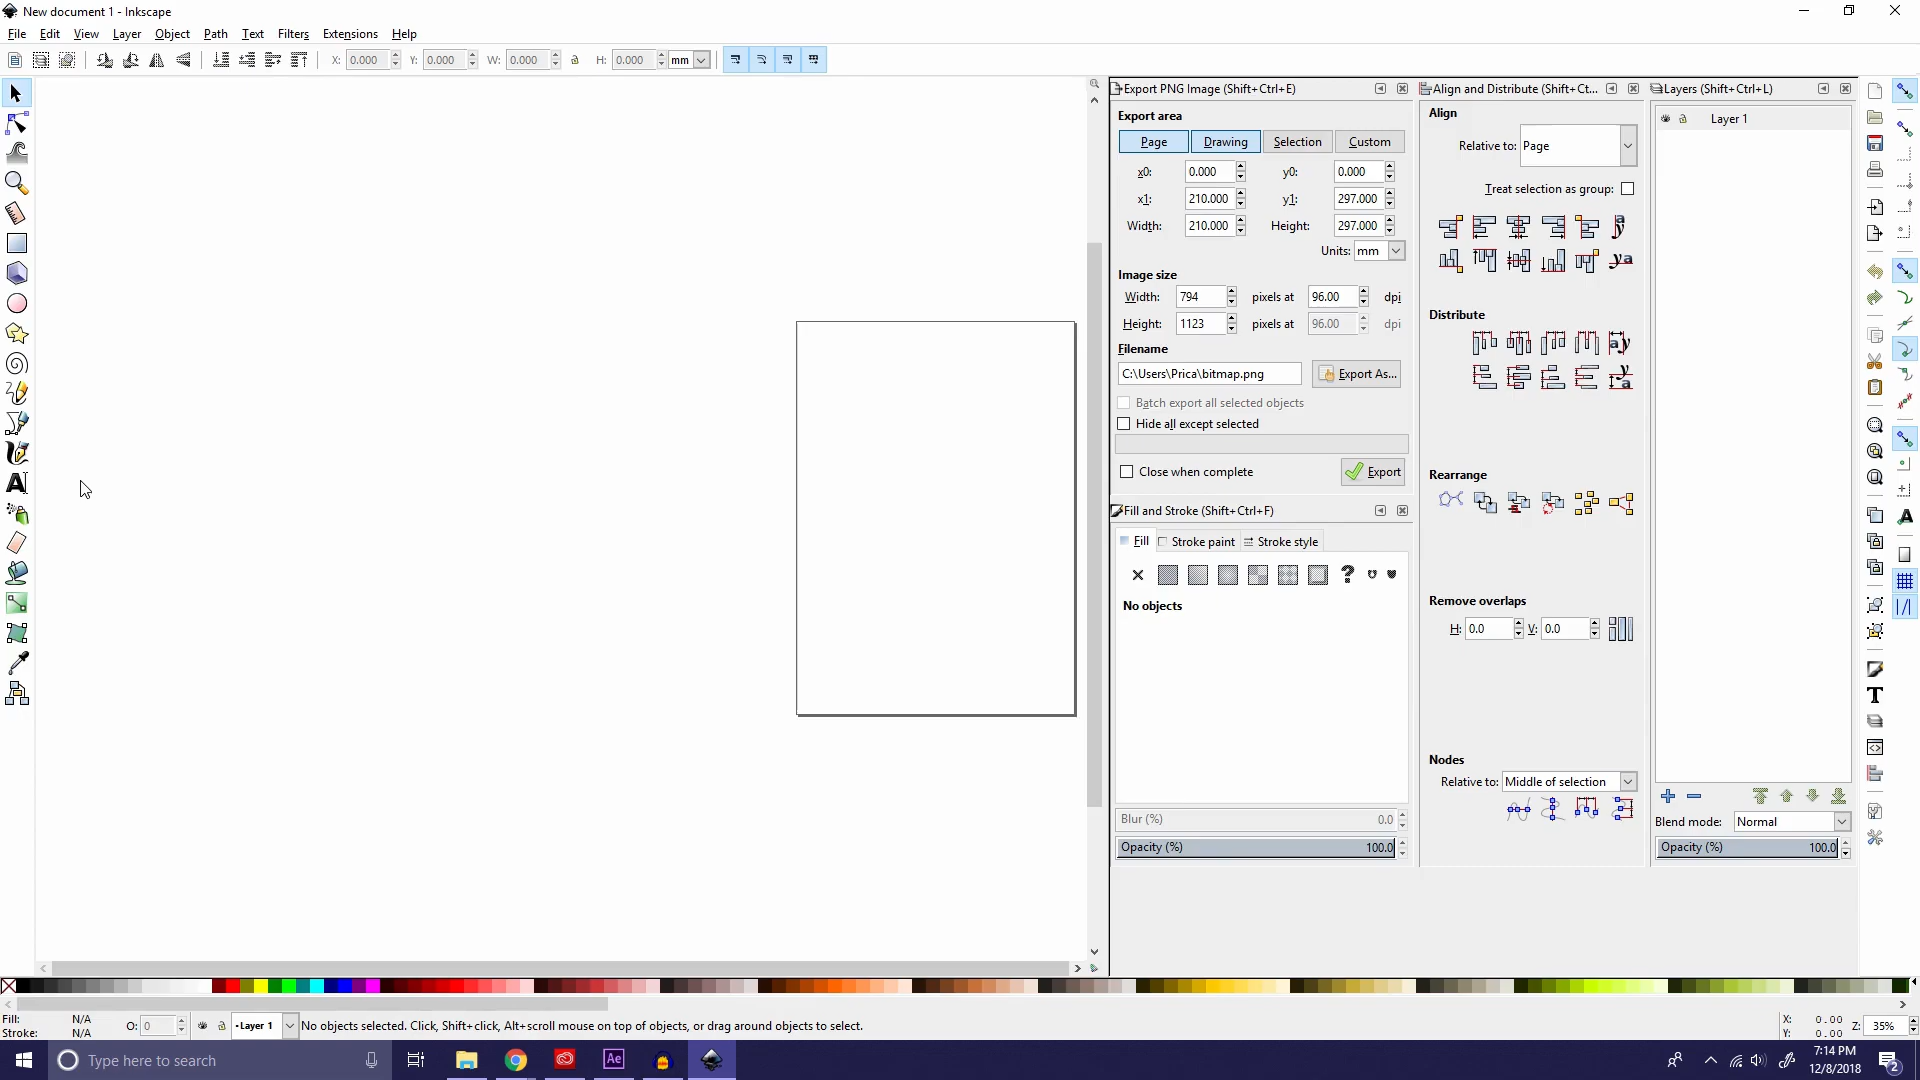 New document 1 - Inkscape
File Edit View Layer Object Path Text Filters Extensions Help
X: 0.000 Y: 0.000 W: 0.000 H: 0.000 mm
Export PNG Image (Shift+Ctrl+E)
Export area
Page Drawing Selection Custom
x0: 0.000 y0: 0.000
x1: 210.000 y1: 297.000
Width: 210.000 Height: 297.000
Units: mm
Image size
Width: 794 pixels at 96.00 dpi
Height: 1123 pixels at 96.00 dpi
Filename
C:\Users\Prica\bitmap.png Export As...
Batch export all selected objects
Hide all except selected
Close when complete Export
Fill and Stroke (Shift+Ctrl+F)
Fill Stroke paint Stroke style
No objects
Blur (%) 0.0
Opacity (%) 100.0
Align and Distribute (Shift+Ct...
Align
Relative to: Page
Treat selection as group:
Distribute
Rearrange
Remove overlaps
H: 0.0 V: 0.0
Nodes
Relative to: Middle of selection
Layers (Shift+Ctrl+L)
Layer 1
Blend mode: Normal
Opacity (%) 100.0
Fill: N/A
Stroke: N/A
O: 0
Layer 1
No objects selected. Click, Shift+click, Alt+scroll mouse on top of objects, or drag around objects to select.
X: 0.00
Y: 0.00
Z: 35%
Type here to search
Ae
7:14 PM
12/8/2018
2